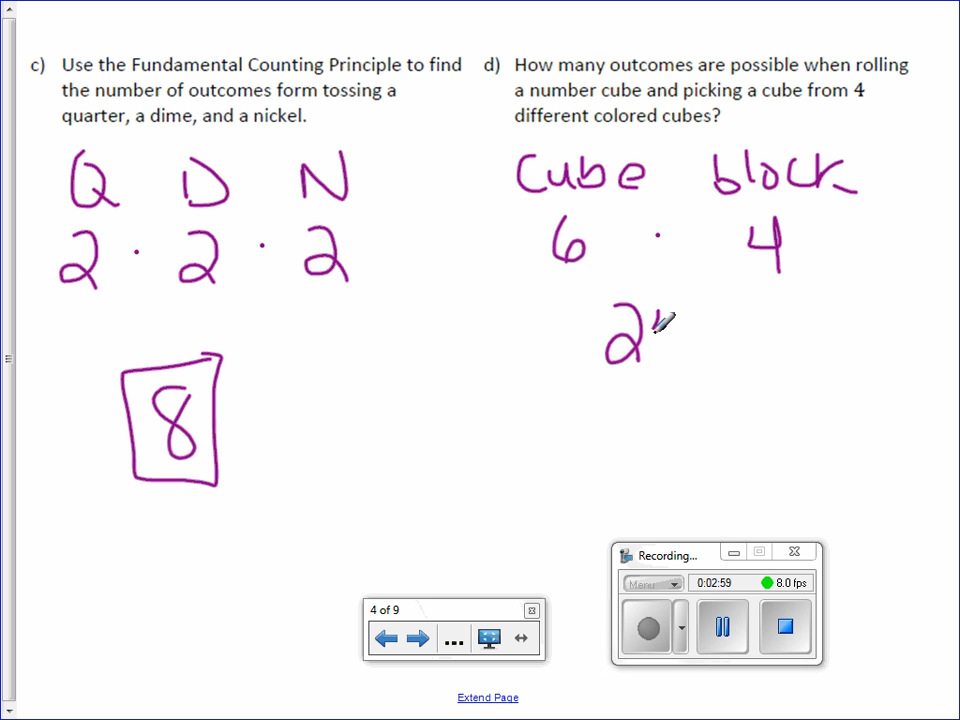 c) Use the Fundamental Counting Principle to find
the number of outcomes form tossing a
quarter, a dime, and a nickel.
Q D N
2 · 2 · 2
8
d) How many outcomes are possible when rolling
a number cube and picking a cube from 4
different colored cubes?
Cube block
6 · 4
2
Recording...
Menu
0:02:59
8.0 fps
4 of 9
...
Extend Page